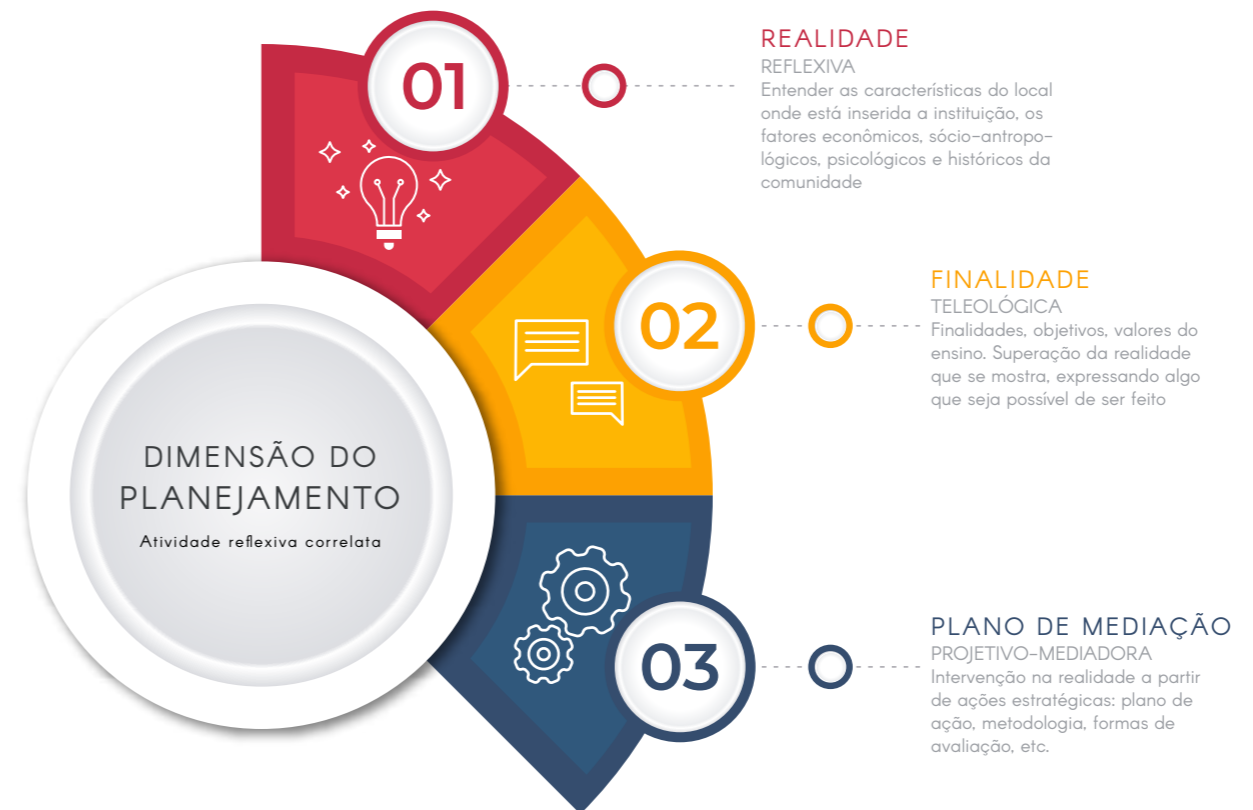 DIMENSÃO DO
PLANEJAMENTO
Atividade reflexiva correlata
01
REALIDADE
REFLEXIVA
Entender as características do local
onde está inserida a instituição, os
fatores econômicos, sócio-antropo-
lógicos, psicológicos e históricos da
comunidade
02
FINALIDADE
TELEOLÓGICA
Finalidades, objetivos, valores do
ensino. Superação da realidade
que se mostra, expressando algo
que seja possível de ser feito
03
PLANO DE MEDIAÇÃO
PROJETIVO-MEDIADORA
Intervenção na realidade a partir
de ações estratégicas: plano de
ação, metodologia, formas de
avaliação, etc.